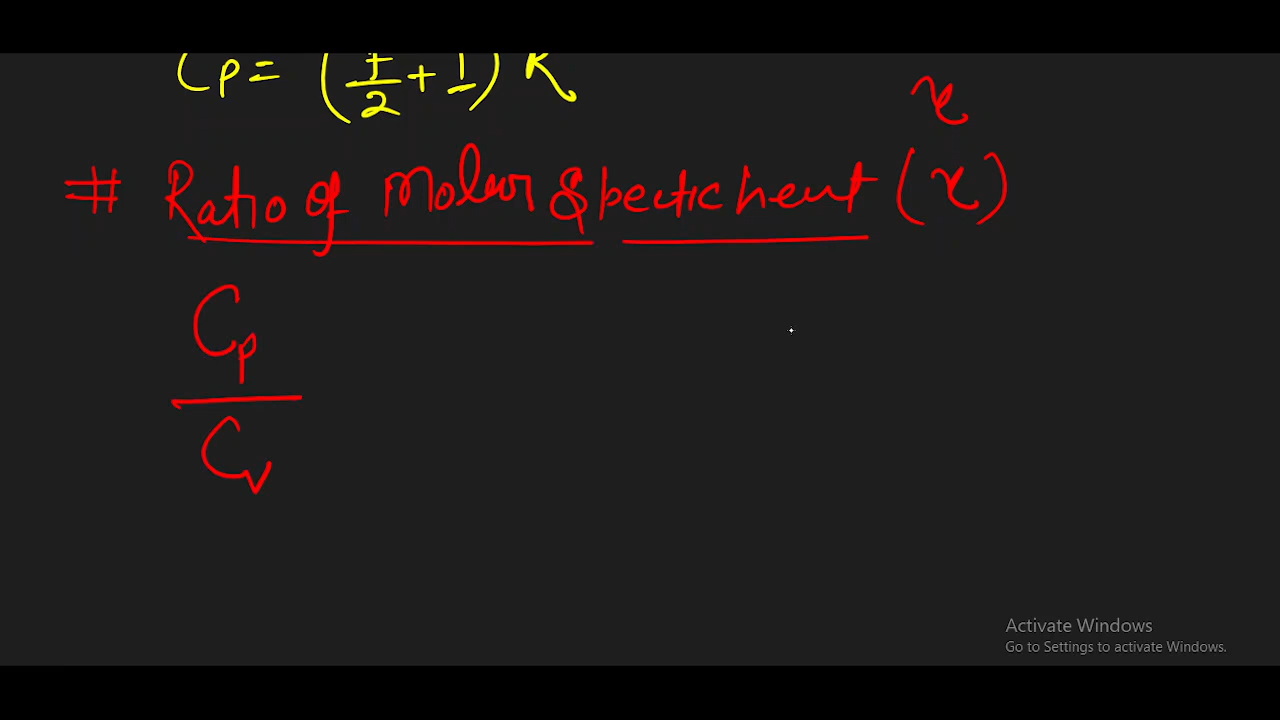 Cp = (f/2 + 1) R
r
# Ratio of Molar Specific heat (r)
Cp
Cv
Activate Windows
Go to Settings to activate Windows.